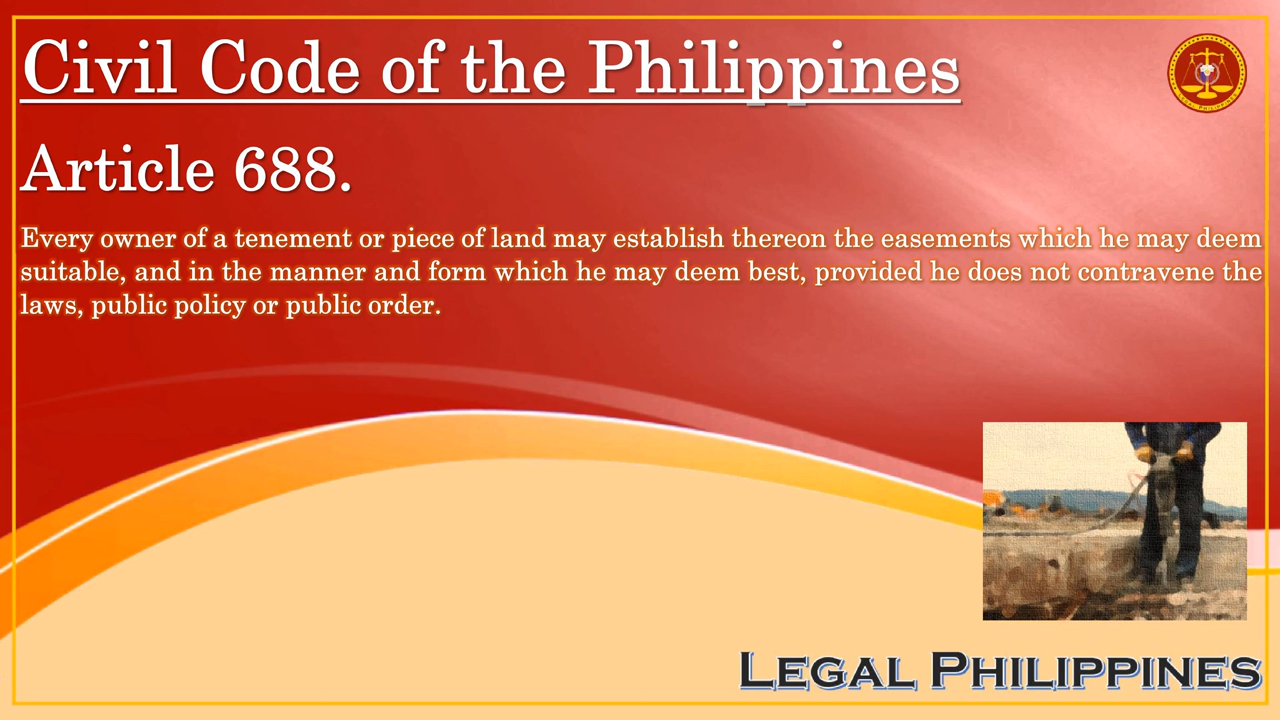 Civil Code of the Philippines
Article 688.
Every owner of a tenement or piece of land may establish thereon the easements which he may deem
suitable, and in the manner and form which he may deem best, provided he does not contravene the
laws, public policy or public order.
LEGAL PHILIPPINES
LEGAL PHILIPPINES